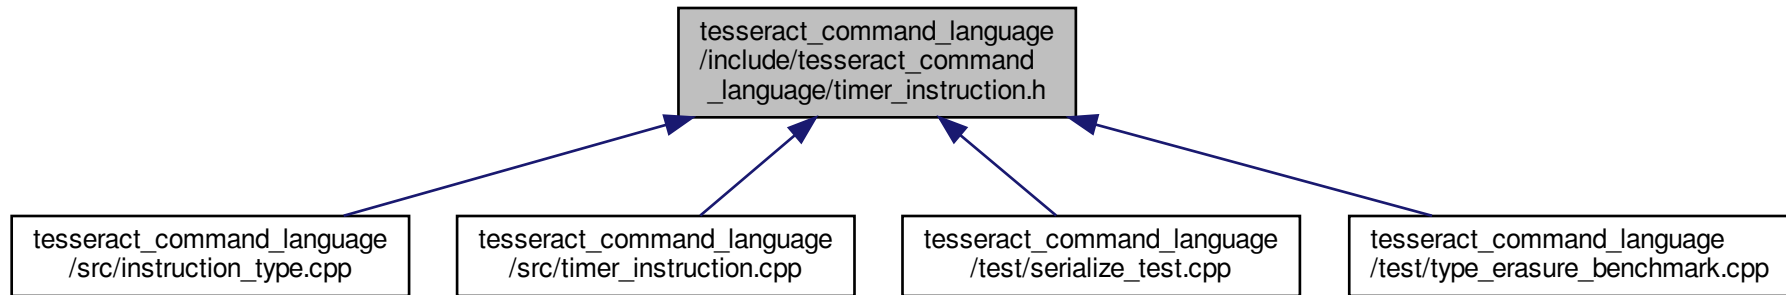 tesseract_command_language
/include/tesseract_command
_language/timer_instruction.h
tesseract_command_language
/src/instruction_type.cpp
tesseract_command_language
/src/timer_instruction.cpp
tesseract_command_language
/test/serialize_test.cpp
tesseract_command_language
/test/type_erasure_benchmark.cpp